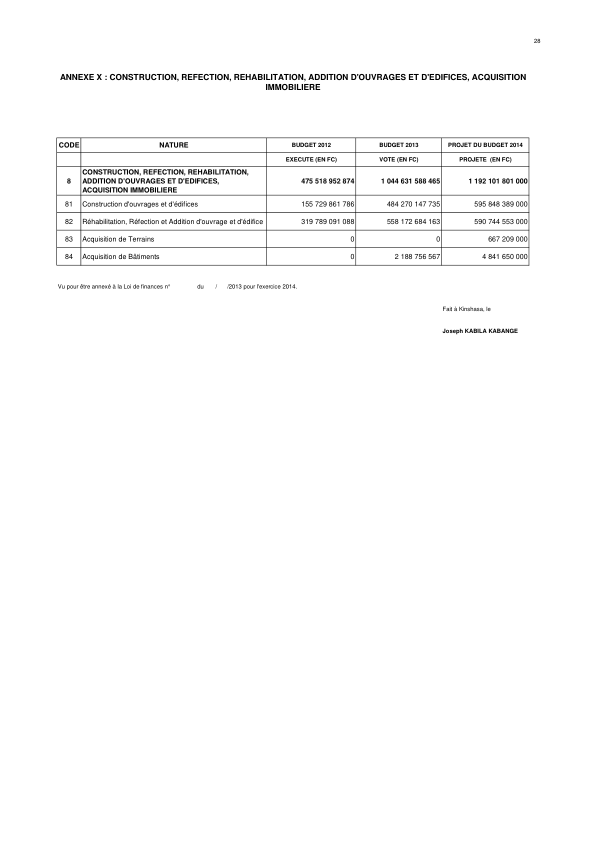 28
ANNEXE X : CONSTRUCTION, REFECTION, REHABILITATION, ADDITION D'OUVRAGES ET D'EDIFICES, ACQUISITION
IMMOBILIERE
CODE NATURE BUDGET 2012 BUDGET 2013 PROJET DU BUDGET 2014
EXECUTE (EN FC) VOTE (EN FC) PROJETE (EN FC)
CONSTRUCTION, REFECTION, REHABILITATION,
8 ADDITION D'OUVRAGES ET D'EDIFICES, 475 518 952 874 1 044 631 588 465 1 192 101 801 000
ACQUISITION IMMOBILIERE
81 Construction d'ouvrages et d'édifices 155 729 861 786 484 270 147 735 595 848 389 000
82 Réhabilitation, Réfection et Addition d'ouvrage et d'édifice 319 789 091 088 558 172 684 163 590 744 553 000
83 Acquisition de Terrains 0 0 667 209 000
84 Acquisition de Bâtiments 0 2 188 756 567 4 841 650 000
Vu pour être annexé à la Loi de finances n° du / /2013 pour l'exercice 2014.
Fait à Kinshasa, le
Joseph KABILA KABANGE